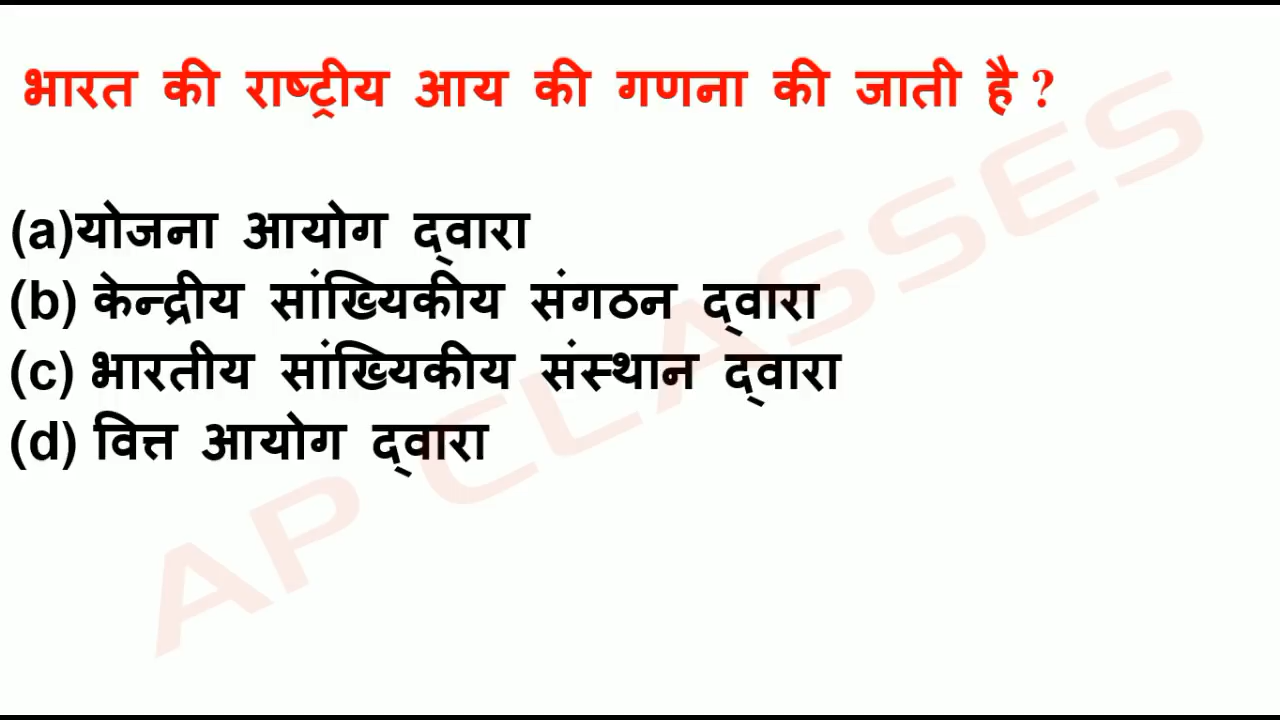 भारत की राष्ट्रीय आय की गणना की जाती है ?
(a)योजना आयोग द्वारा
(b) केन्द्रीय सांख्यिकीय संगठन द्वारा
(c) भारतीय सांख्यिकीय संस्थान द्वारा
(d) वित्त आयोग द्वारा
AP CLASSES